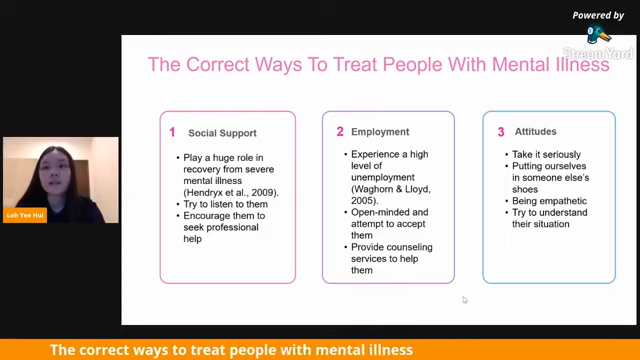 Powered by
StreamYard
The Correct Ways To Treat People With Mental Illness
1 Social Support
• Play a huge role in
recovery from severe
mental illness
(Hendryx et al., 2009).
• Try to listen to them
• Encourage them to
seek professional
help
2 Employment
• Experience a high
level of
unemployment
(Waghorn & Lloyd,
2005).
• Open-minded and
attempt to accept
them
• Provide counseling
services to help
them
3 Attitudes
• Take it seriously
• Putting ourselves
in someone else's
shoes
• Being empathetic
• Try to understand
their situation
Loh Yee Hui
The correct ways to treat people with mental illness